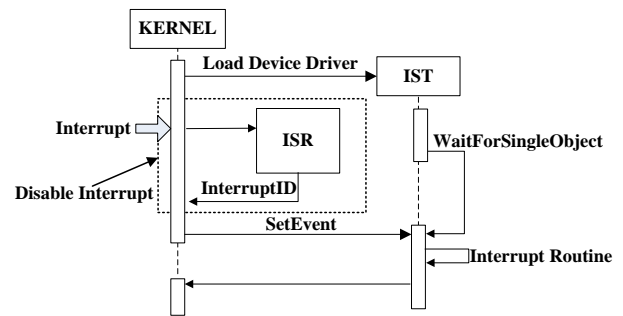 KERNEL
Load Device Driver
IST
Interrupt
ISR
WaitForSingleObject
Disable Interrupt
InterruptID
SetEvent
Interrupt Routine